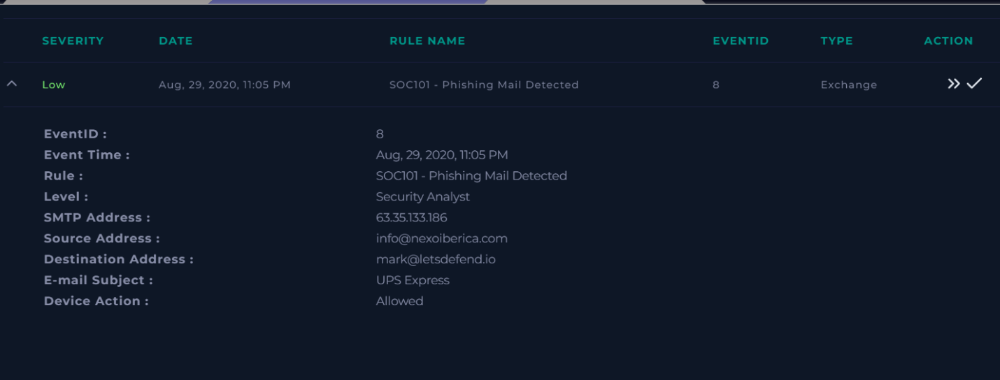 SEVERITY DATE RULE NAME EVENTID TYPE ACTION
Low Aug, 29, 2020, 11:05 PM SOC101 - Phishing Mail Detected 8 Exchange
EventID : 8
Event Time : Aug, 29, 2020, 11:05 PM
Rule : SOC101 - Phishing Mail Detected
Level : Security Analyst
SMTP Address : 63.35.133.186
Source Address : info@nexoiberica.com
Destination Address : mark@letsdefend.io
E-mail Subject : UPS Express
Device Action : Allowed